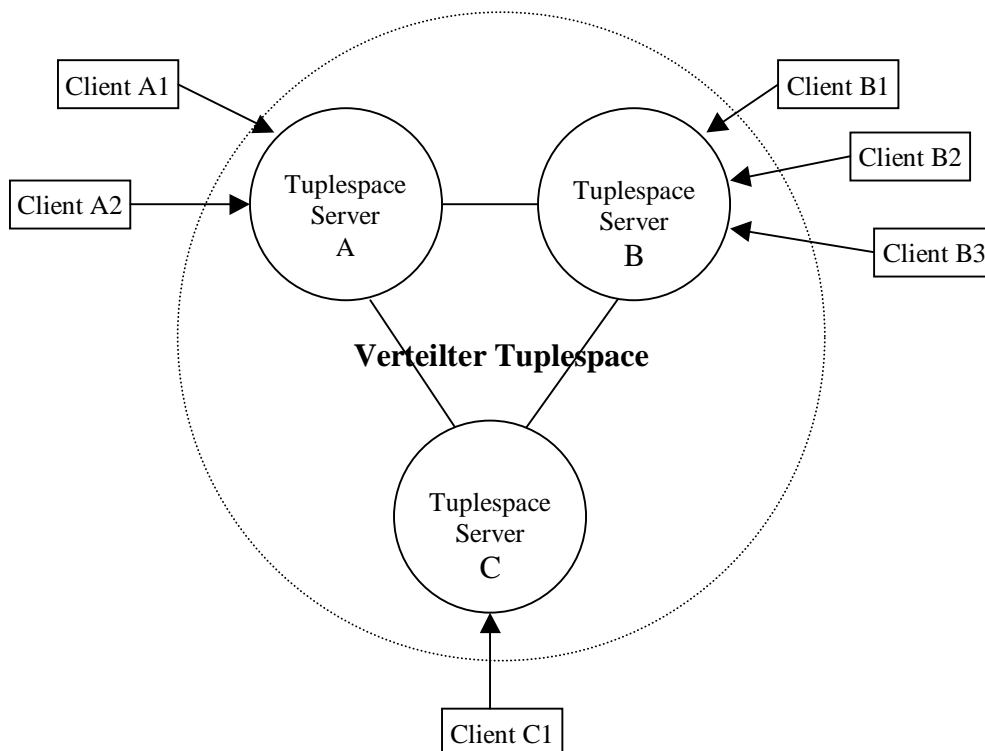 Client A1
Client B1
Client B2
Client A2
Tuplespace
Server
A
Tuplespace
Server
B
Client B3
Verteilter Tuplespace
Tuplespace
Server
C
Client C1